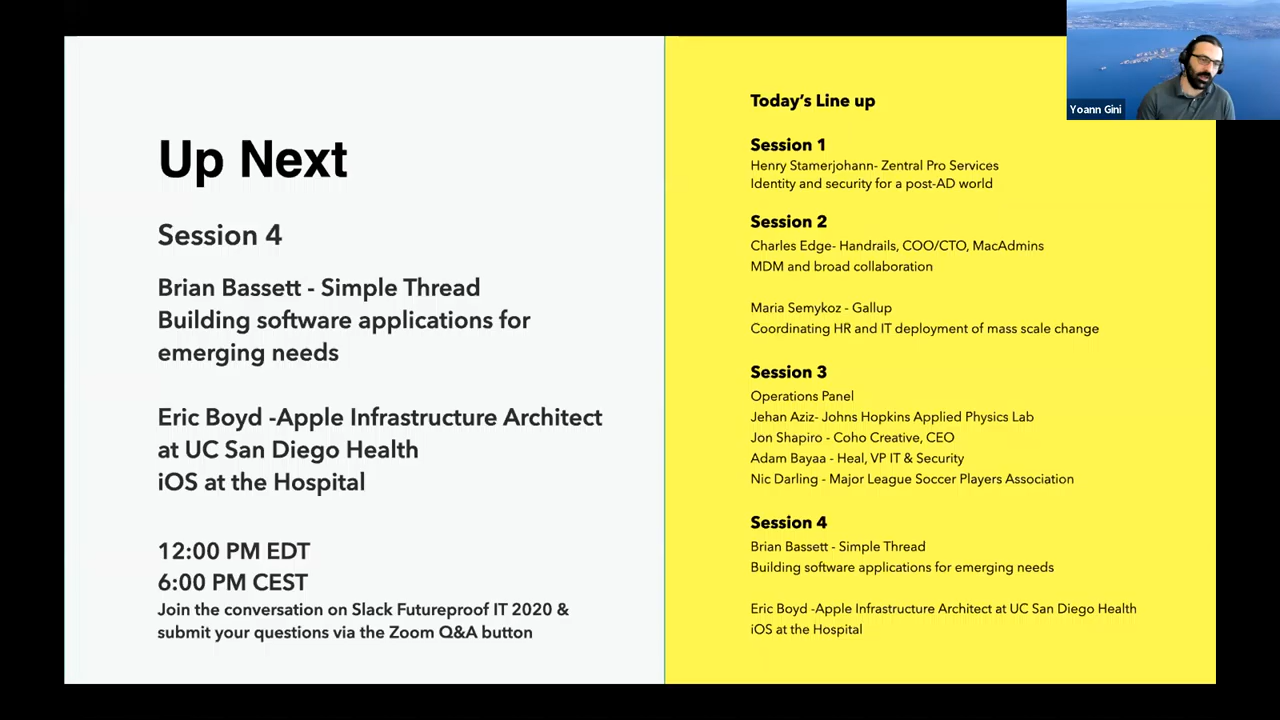 Up Next
Session 4
Brian Bassett - Simple Thread
Building software applications for
emerging needs
Eric Boyd -Apple Infrastructure Architect
at UC San Diego Health
iOS at the Hospital
12:00 PM EDT
6:00 PM CEST
Join the conversation on Slack Futureproof IT 2020 &
submit your questions via the Zoom Q&A button
Today’s Line up
Session 1
Henry Stamerjohann- Zentral Pro Services
Identity and security for a post-AD world
Session 2
Charles Edge- Handrails, COO/CTO, MacAdmins
MDM and broad collaboration
Maria Semykoz - Gallup
Coordinating HR and IT deployment of mass scale change
Session 3
Operations Panel
Jehan Aziz- Johns Hopkins Applied Physics Lab
Jon Shapiro - Coho Creative, CEO
Adam Bayaa - Heal, VP IT & Security
Nic Darling - Major League Soccer Players Association
Session 4
Brian Bassett - Simple Thread
Building software applications for emerging needs
Eric Boyd -Apple Infrastructure Architect at UC San Diego Health
iOS at the Hospital
Yoann Gini